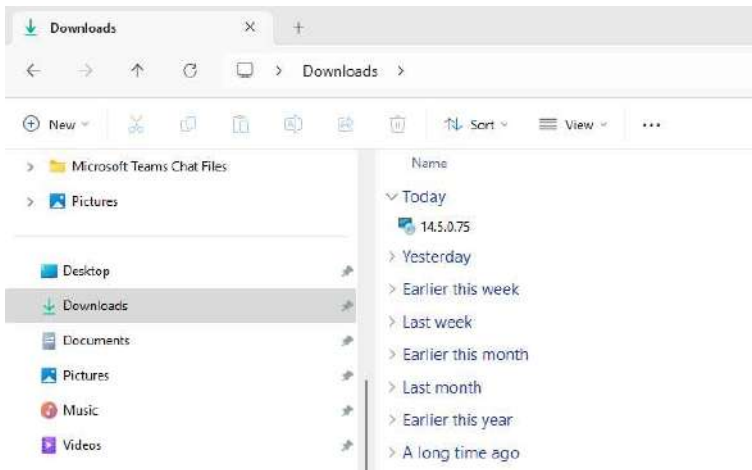 Downloads
Downloads
New
Sort
View
Microsoft Teams Chat Files
Pictures
Desktop
Downloads
Documents
Pictures
Music
Videos
Name
Today
14.5.0.75
Yesterday
Earlier this week
Last week
Earlier this month
Last month
Earlier this year
A long time ago